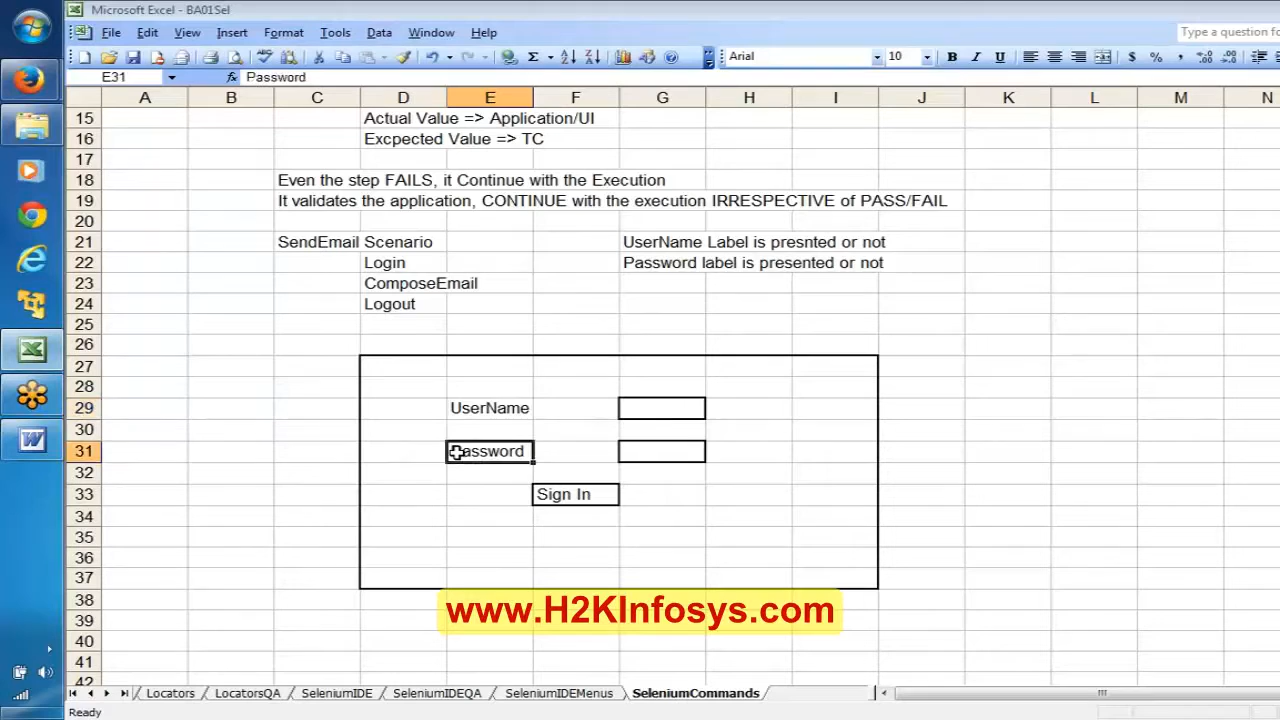 Microsoft Excel - BA01Sel
File Edit View Insert Format Tools Data Window Help
Type a question fo
Arial 10 B I U $ % ,
E31 fx Password
A B C D E F G H I J K L M N
15 Actual Value => Application/UI
16 Excpected Value => TC
17
18 Even the step FAILS, it Continue with the Execution
19 It validates the application, CONTINUE with the execution IRRESPECTIVE of PASS/FAIL
20
21 SendEmail Scenario UserName Label is presnted or not
22 Login Password label is presented or not
23 ComposeEmail
24 Logout
25
26
27
28
29 UserName
30
31 Password
32
33 Sign In
34
35
36
37
38
www.H2KInfosys.com
39
40
41
42
Locators LocatorsQA SeleniumIDE SeleniumIDEQA SeleniumIDEMenus SeleniumCommands
Ready